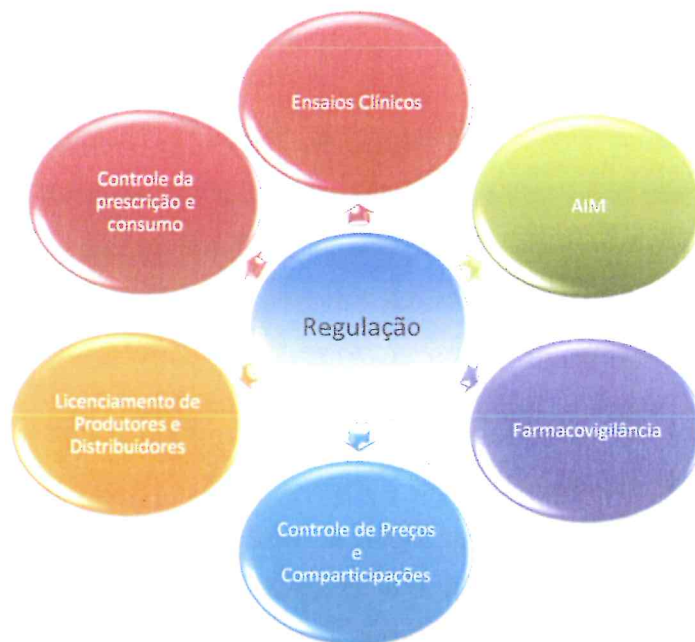 Ensaios Clínicos
Controle da
prescrição e
consumo
AIM
Regulação
Licenciamento de
Produtores e
Distribuidores
Farmacovigilância
Controle de Preços
e
Comparticipações